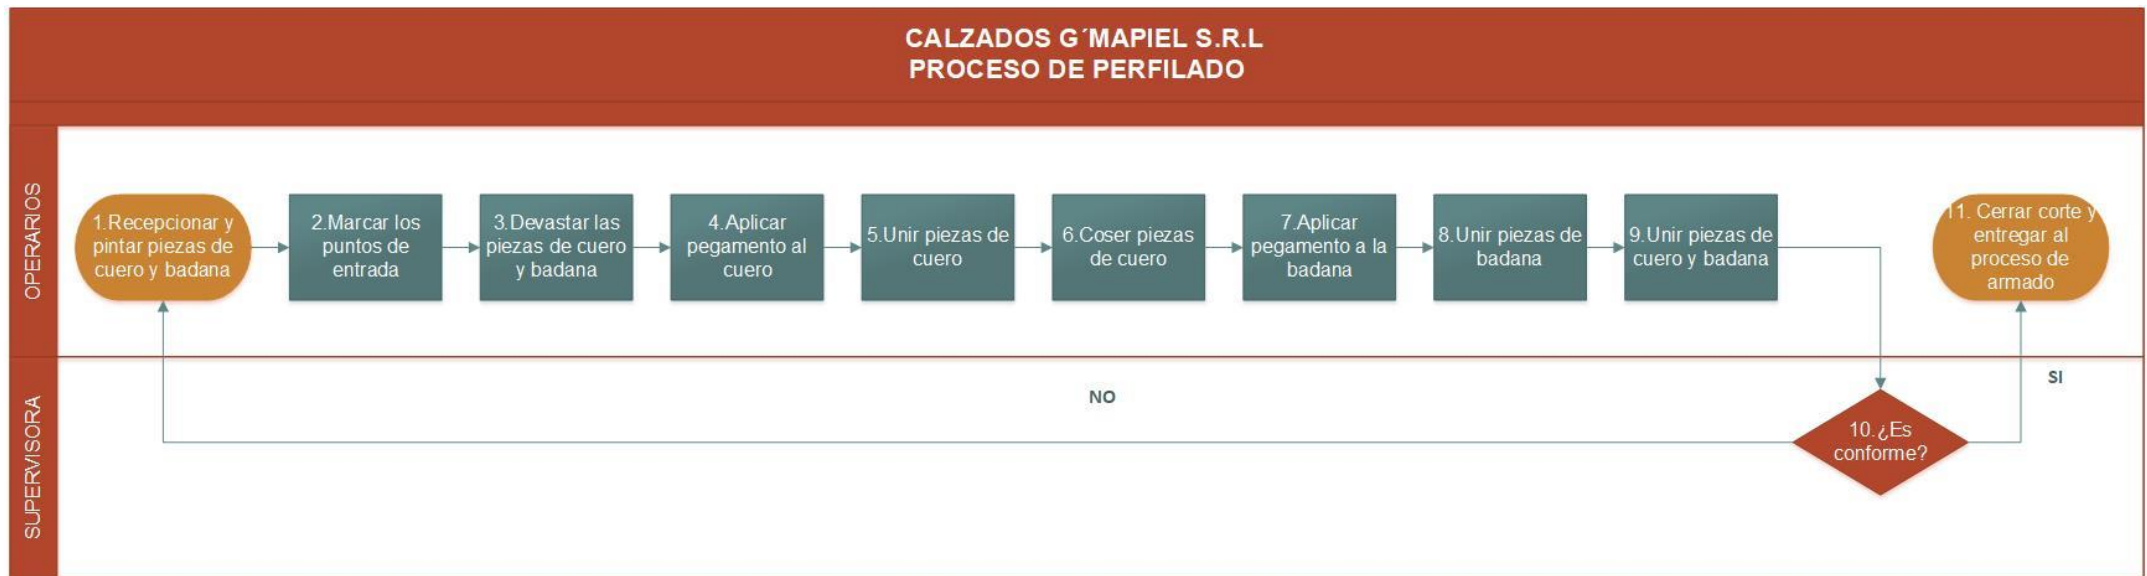 CALZADOS G´MAPIEL S.R.L
PROCESO DE PERFILADO
OPERARIOS
1.Recepcionar y
pintar piezas de
cuero y badana
2.Marcar los
puntos de
entrada
3.Devastar las
piezas de cuero
y badana
4.Aplicar
pegamento al
cuero
5.Unir piezas de
cuero
6.Coser piezas
de cuero
7.Aplicar
pegamento a la
badana
8.Unir piezas de
badana
9.Unir piezas de
cuero y badana
11. Cerrar corte y
entregar al
proceso de
armado
SUPERVISORA
NO
10.¿Es
conforme?
SI